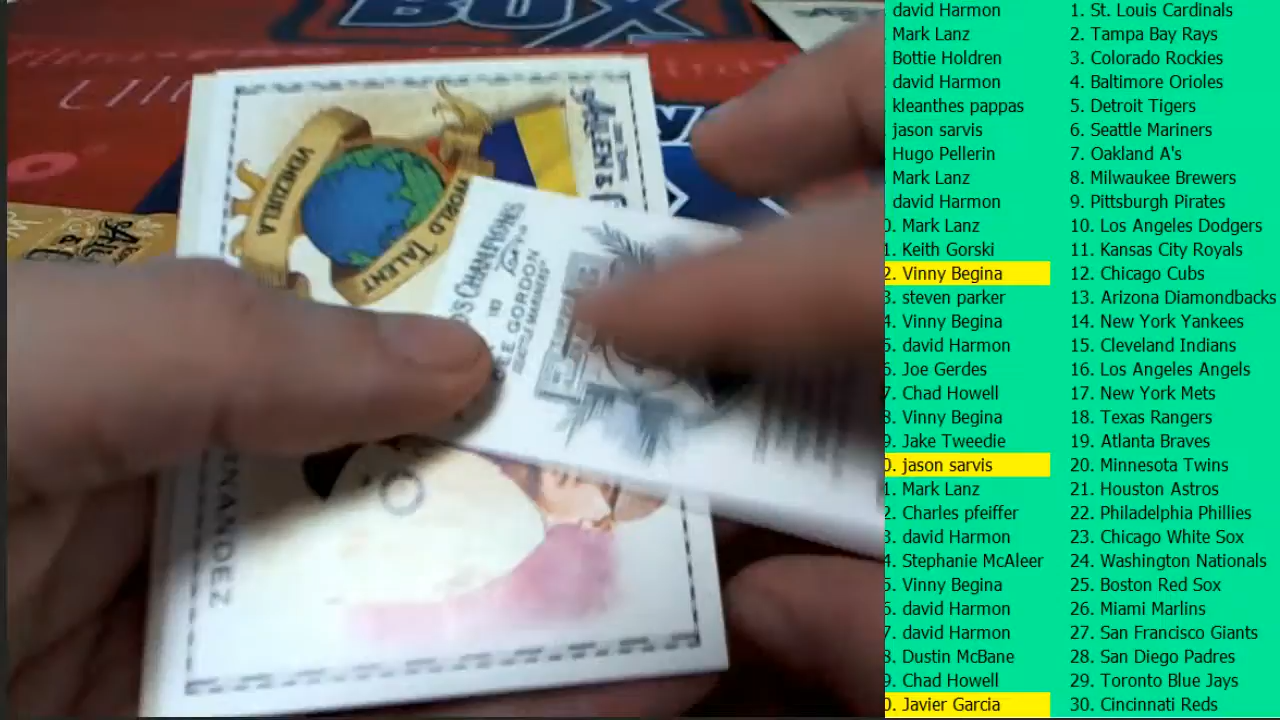 BOX
VENEZUELA
WORLD TALENT
GORDON
SEATTLE MARINERS
david Harmon
Mark Lanz
Bottie Holdren
david Harmon
kleanthes pappas
jason sarvis
Hugo Pellerin
Mark Lanz
david Harmon
0. Mark Lanz
1. Keith Gorski
2. Vinny Begina
3. steven parker
4. Vinny Begina
5. david Harmon
6. Joe Gerdes
7. Chad Howell
8. Vinny Begina
9. Jake Tweedie
0. jason sarvis
1. Mark Lanz
2. Charles pfeiffer
3. david Harmon
4. Stephanie McAleer
5. Vinny Begina
6. david Harmon
7. david Harmon
8. Dustin McBane
9. Chad Howell
0. Javier Garcia
1. St. Louis Cardinals
2. Tampa Bay Rays
3. Colorado Rockies
4. Baltimore Orioles
5. Detroit Tigers
6. Seattle Mariners
7. Oakland A's
8. Milwaukee Brewers
9. Pittsburgh Pirates
10. Los Angeles Dodgers
11. Kansas City Royals
12. Chicago Cubs
13. Arizona Diamondbacks
14. New York Yankees
15. Cleveland Indians
16. Los Angeles Angels
17. New York Mets
18. Texas Rangers
19. Atlanta Braves
20. Minnesota Twins
21. Houston Astros
22. Philadelphia Phillies
23. Chicago White Sox
24. Washington Nationals
25. Boston Red Sox
26. Miami Marlins
27. San Francisco Giants
28. San Diego Padres
29. Toronto Blue Jays
30. Cincinnati Reds